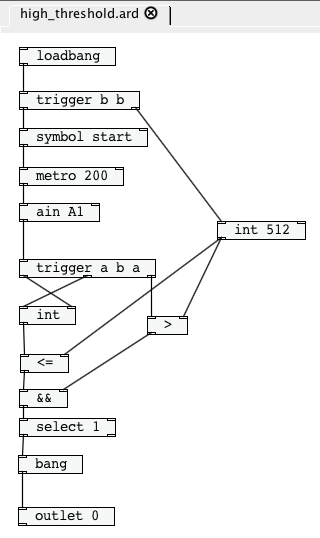 high_threshold.ard
loadbang
trigger b b
symbol start
metro 200
ain A1
int 512
trigger a b a
int
>
<=
&&
select 1
bang
outlet 0